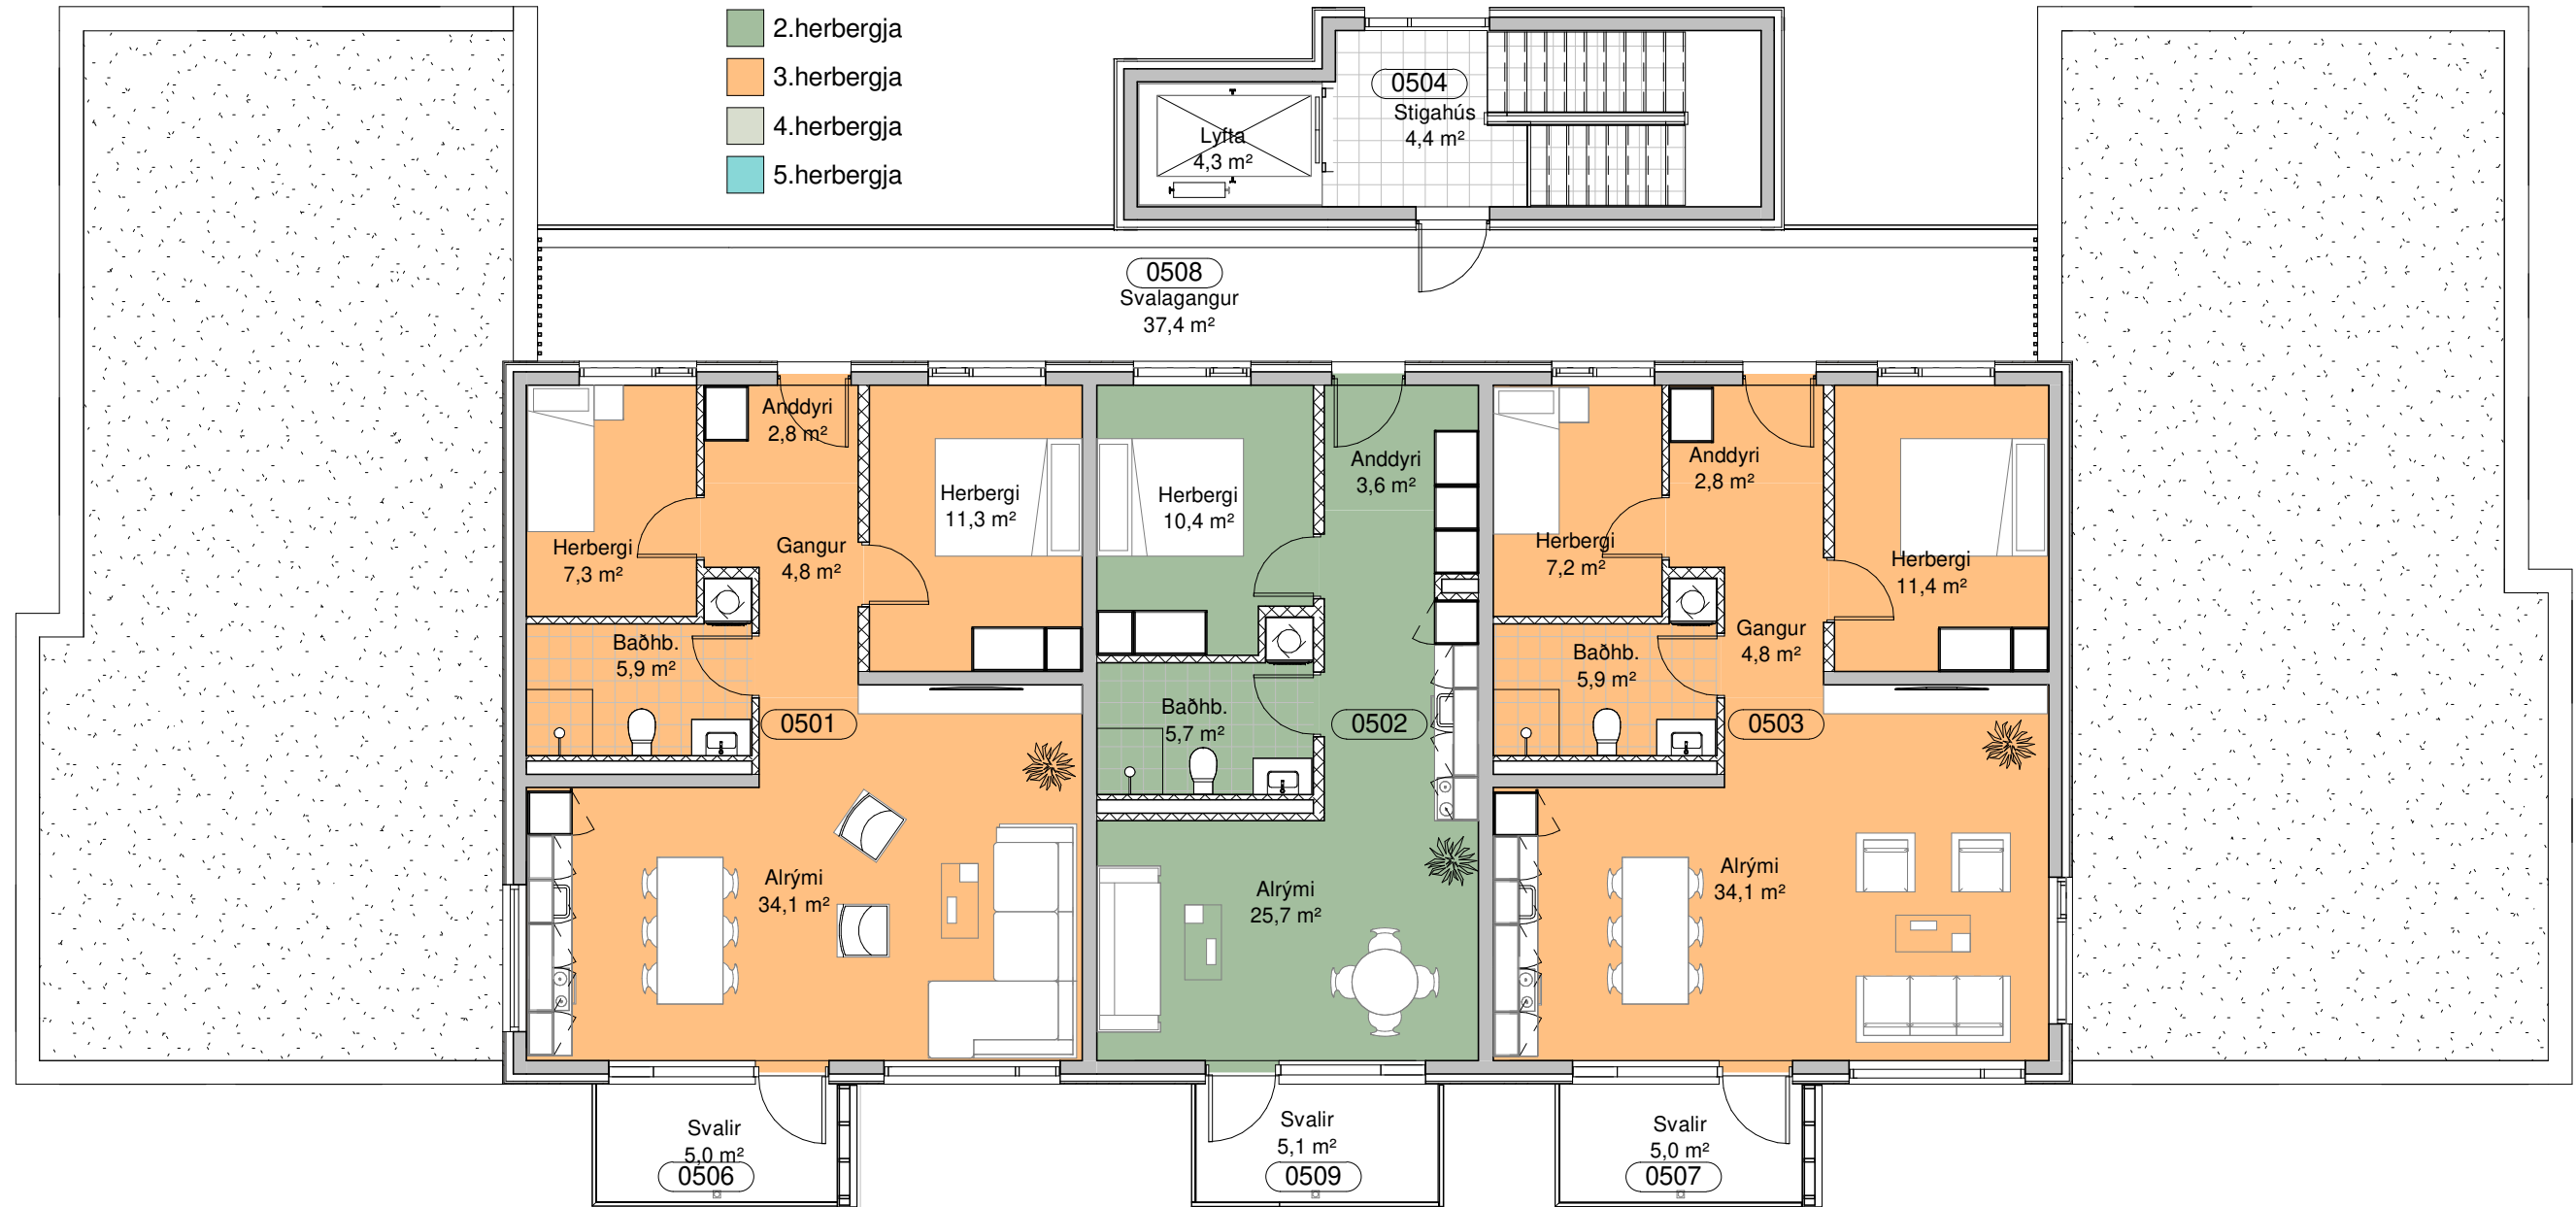 2.herbergja
3.herbergja
4.herbergja
5.herbergja
0504
Stigahús
4,4 m²
Lyfta
4,3 m²
0508
Svalagangur
37,4 m²
Anddyri
2,8 m²
Herbergi
7,3 m²
Gangur
4,8 m²
Herbergi
11,3 m²
Baðhb.
5,9 m²
0501
Alrými
34,1 m²
Herbergi
10,4 m²
Anddyri
3,6 m²
Baðhb.
5,7 m²
0502
Alrými
25,7 m²
Anddyri
2,8 m²
Herbergi
7,2 m²
Herbergi
11,4 m²
Gangur
4,8 m²
Baðhb.
5,9 m²
0503
Alrými
34,1 m²
Svalir
5,0 m²
0506
Svalir
5,1 m²
0509
Svalir
5,0 m²
0507